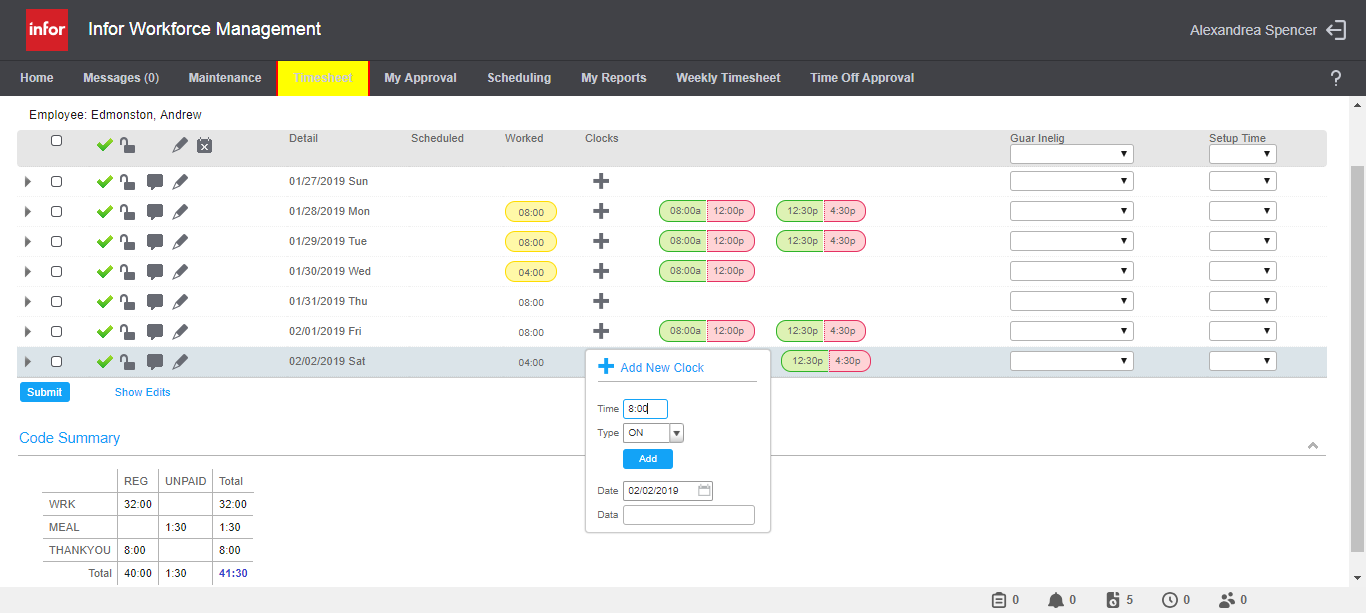 infor Infor Workforce Management Alexandrea Spencer
Home Messages (0) Maintenance Timesheet My Approval Scheduling My Reports Weekly Timesheet Time Off Approval ?
Employee: Edmonston, Andrew
Detail Scheduled Worked Clocks Guar Inelig Setup Time
01/27/2019 Sun
01/28/2019 Mon 08:00 08:00a 12:00p 12:30p 4:30p
01/29/2019 Tue 08:00 08:00a 12:00p 12:30p 4:30p
01/30/2019 Wed 04:00 08:00a 12:00p
01/31/2019 Thu 08:00
02/01/2019 Fri 08:00 08:00a 12:00p 12:30p 4:30p
02/02/2019 Sat 04:00 12:30p 4:30p
Submit Show Edits
Add New Clock
Time 8:00
Type ON
Add
Date 02/02/2019
Data
Code Summary
REG UNPAID Total
WRK 32:00 32:00
MEAL 1:30 1:30
THANKYOU 8:00 8:00
Total 40:00 1:30 41:30
0 0 5 0 0